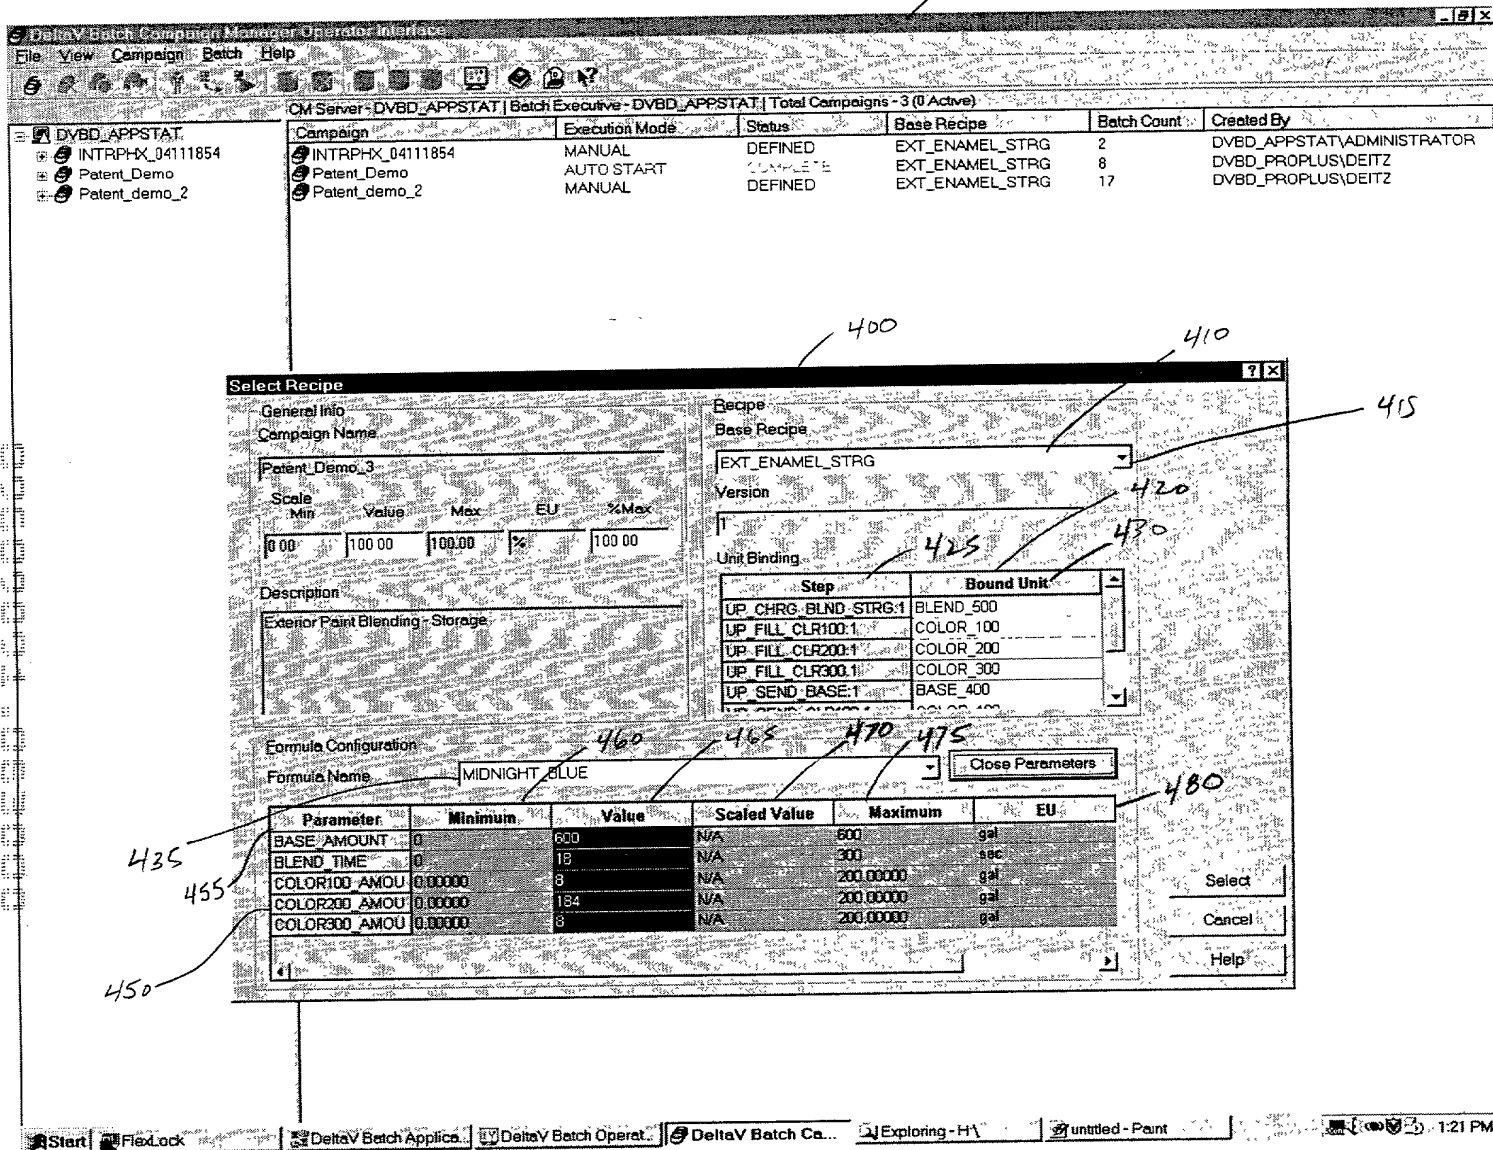 DeltaV Batch Campaign Manager Operator Interface
File View Campaign Batch Help
CM Server - DVBD_APPSTAT | Batch Executive - DVBD_APPSTAT | Total Campaigns - 3 (0 Active)
DVBD_APPSTAT
INTRPHX_04111854
Patent_Demo
Patent_demo_2
Campaign Execution Mode Status Base Recipe Batch Count Created By
INTRPHX_04111854 MANUAL DEFINED EXT_ENAMEL_STRG 2 DVBD_APPSTAT\ADMINISTRATOR
Patent_Demo AUTO START COMPLETE EXT_ENAMEL_STRG 8 DVBD_PROPLUS\DEITZ
Patent_demo_2 MANUAL DEFINED EXT_ENAMEL_STRG 17 DVBD_PROPLUS\DEITZ
400
410
415
Select Recipe
General Info
Campaign Name
Patent_Demo_3
Scale
Min Value Max EU %Max
0.00 100.00 100.00 % 100.00
Description
Exterior Paint Blending - Storage
Recipe
Base Recipe
EXT_ENAMEL_STRG
Version
1
420
425
430
Unit Binding
Step Bound Unit
UP_CHRG_BLND_STRG:1 BLEND_500
UP_FILL_CLR100:1 COLOR_100
UP_FILL_CLR200:1 COLOR_200
UP_FILL_CLR300:1 COLOR_300
UP_SEND_BASE:1 BASE_400
Formula Configuration
460 465 470 475
Formula Name MIDNIGHT_BLUE Close Parameters
480
Parameter Minimum Value Scaled Value Maximum EU
BASE_AMOUNT 0 600 N/A 600 gal
BLEND_TIME 0 18 N/A 300 sec
COLOR100_AMOU 0.00000 8 N/A 200.00000 gal
COLOR200_AMOU 0.00000 184 N/A 200.00000 gal
COLOR300_AMOU 0.00000 8 N/A 200.00000 gal
435
455
450
Select
Cancel
Help
Start FlexLock DeltaV Batch Applica... DeltaV Batch Operat... DeltaV Batch Ca... Exploring - H:\ untitled - Paint 1:21 PM